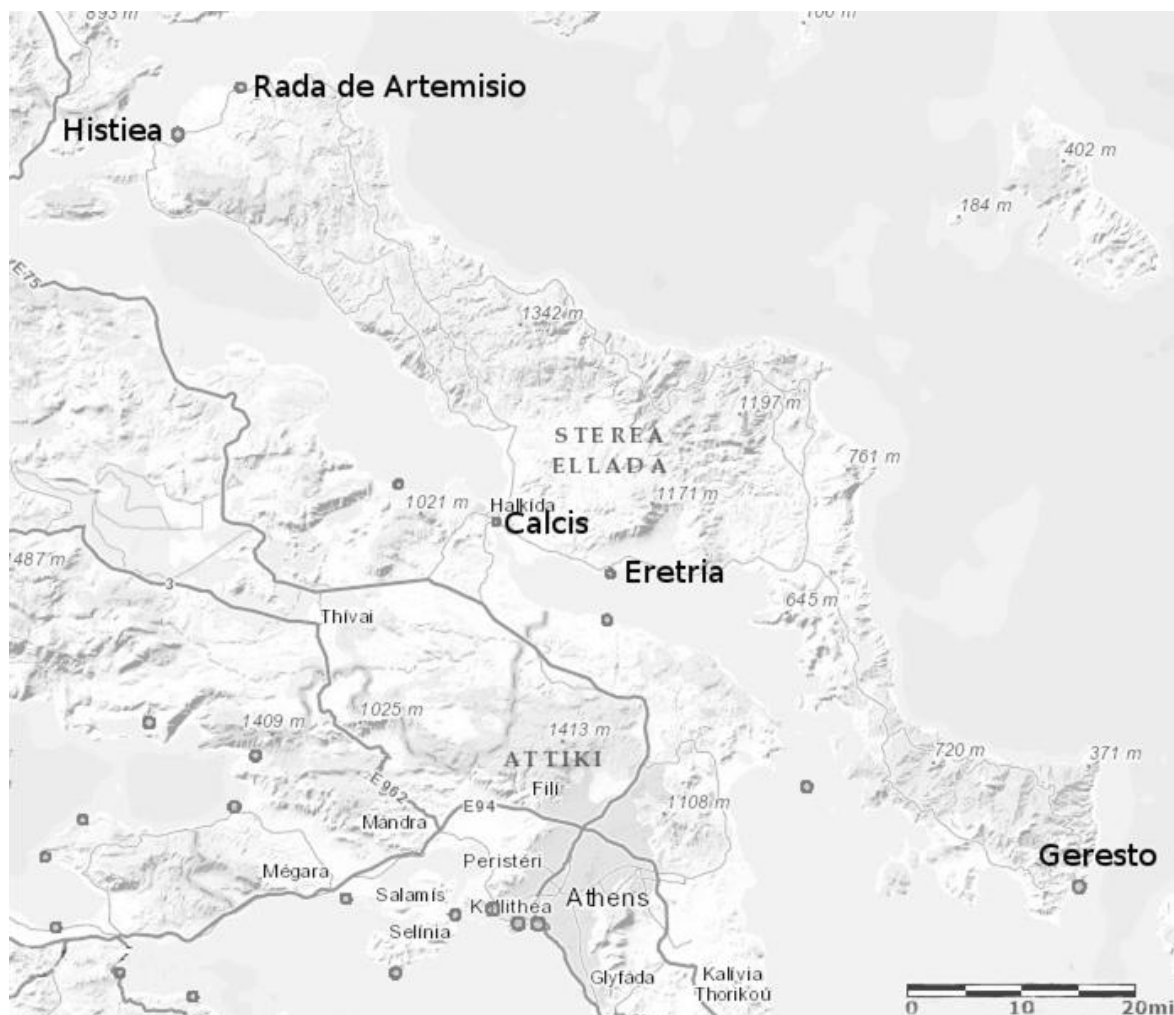 893 m
100 m
Rada de Artemisio
Histiea
402 m
184 m
E75
1342 m
1197 m
STEREA
ELLADA
761 m
1171 m
1021 m
Halkida
Calcis
1487 m
Eretria
3
645 m
Thívai
1409 m
1025 m
1413 m
ATTIKI
720 m
371 m
E962
Filí
E94
1108 m
Mándra
Geresto
Peristéri
Mégara
Salamís
Kallithéa
Athens
Selínia
Glyfáda
Kalívia
Thorikoú
0 10 20mi